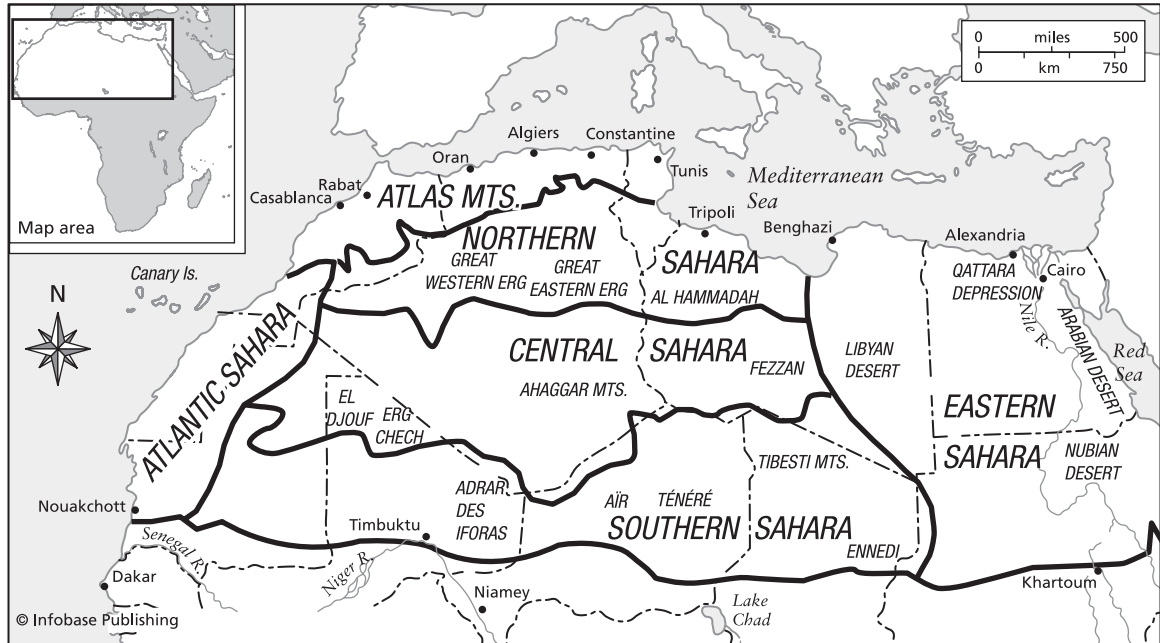 Map area
0 miles 500
0 km 750
Algiers
Constantine
Oran
Tunis
Rabat
Casablanca
ATLAS MTS.
Mediterranean
Sea
Tripoli
Benghazi
Alexandria
Cairo
Canary Is.
N
NORTHERN
SAHARA
GREAT
WESTERN ERG
GREAT
EASTERN ERG
AL HAMMADAH
QATTARA
DEPRESSION
Nile R.
ARABIAN DESERT
Red
Sea
ATLANTIC SAHARA
CENTRAL
SAHARA
AHAGGAR MTS.
FEZZAN
LIBYAN
DESERT
EL
DJOUF
ERG
CHECH
EASTERN
SAHARA
NUBIAN
DESERT
TIBESTI MTS.
Nouakchott
ADRAR
DES
IFORAS
AÏR
TÉNÉRÉ
SOUTHERN
SAHARA
Timbuktu
ENNEDI
Senegal R.
Niger R.
Dakar
Niamey
Lake
Chad
Khartoum
© Infobase Publishing